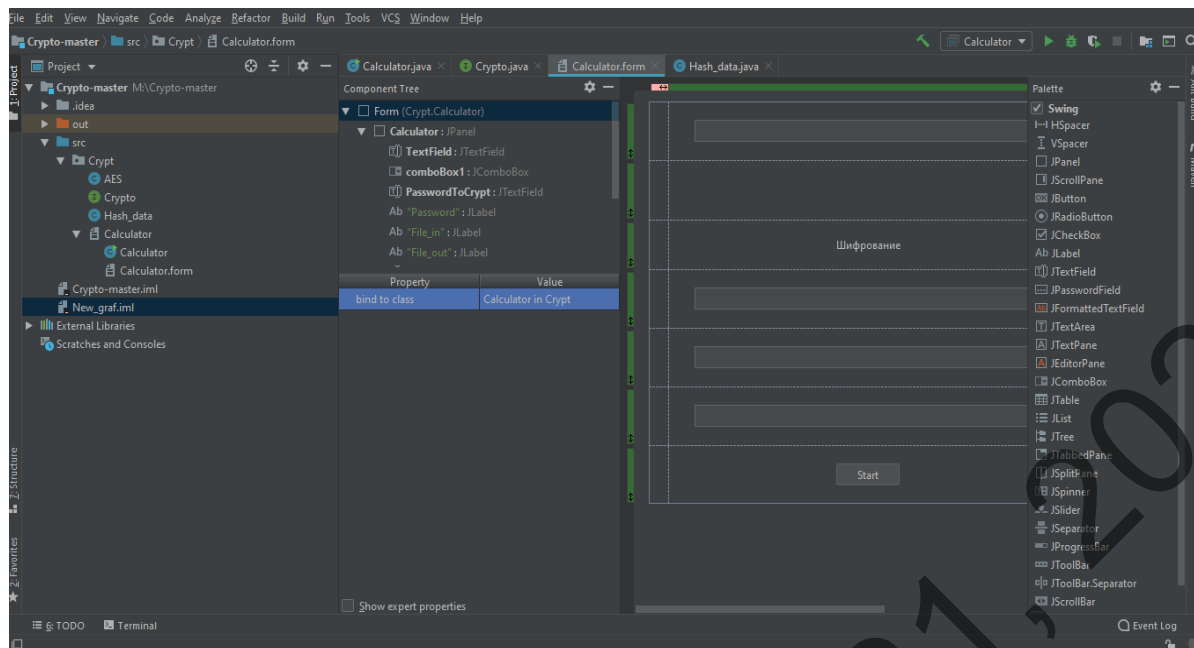 File Edit View Navigate Code Analyze Refactor Build Run Tools VCS Window Help
Crypto-master src Crypt Calculator.form Calculator
1: Project
Project
Crypto-master M:\Crypto-master
.idea
out
src
Crypt
AES
Crypto
Hash_data
Calculator
Calculator
Calculator.form
Crypto-master.iml
New_graf.iml
External Libraries
Scratches and Consoles
Z: Structure
2: Favorites
Calculator.java Crypto.java Calculator.form Hash_data.java
Component Tree
Form (Crypt.Calculator)
Calculator : JPanel
TextField : JTextField
comboBox1 : JComboBox
PasswordToCrypt : JTextField
Ab "Password" : JLabel
Ab "File_in" : JLabel
Ab "File_out" : JLabel
Property Value
bind to class Calculator in Crypt
Show expert properties
Шифрование
Start
Palette
Swing
HSpacer
VSpacer
JPanel
JScrollPane
JButton
JRadioButton
JCheckBox
Ab JLabel
JTextField
JPasswordField
JFormattedTextField
JTextArea
JTextPane
JEditorPane
JComboBox
JTable
JList
JTree
JTabbedPane
JSplitPane
JSpinner
JSlider
JSeparator
JProgressBar
JToolBar
JToolBar.Separator
JScrollBar
6: TODO Terminal Event Log